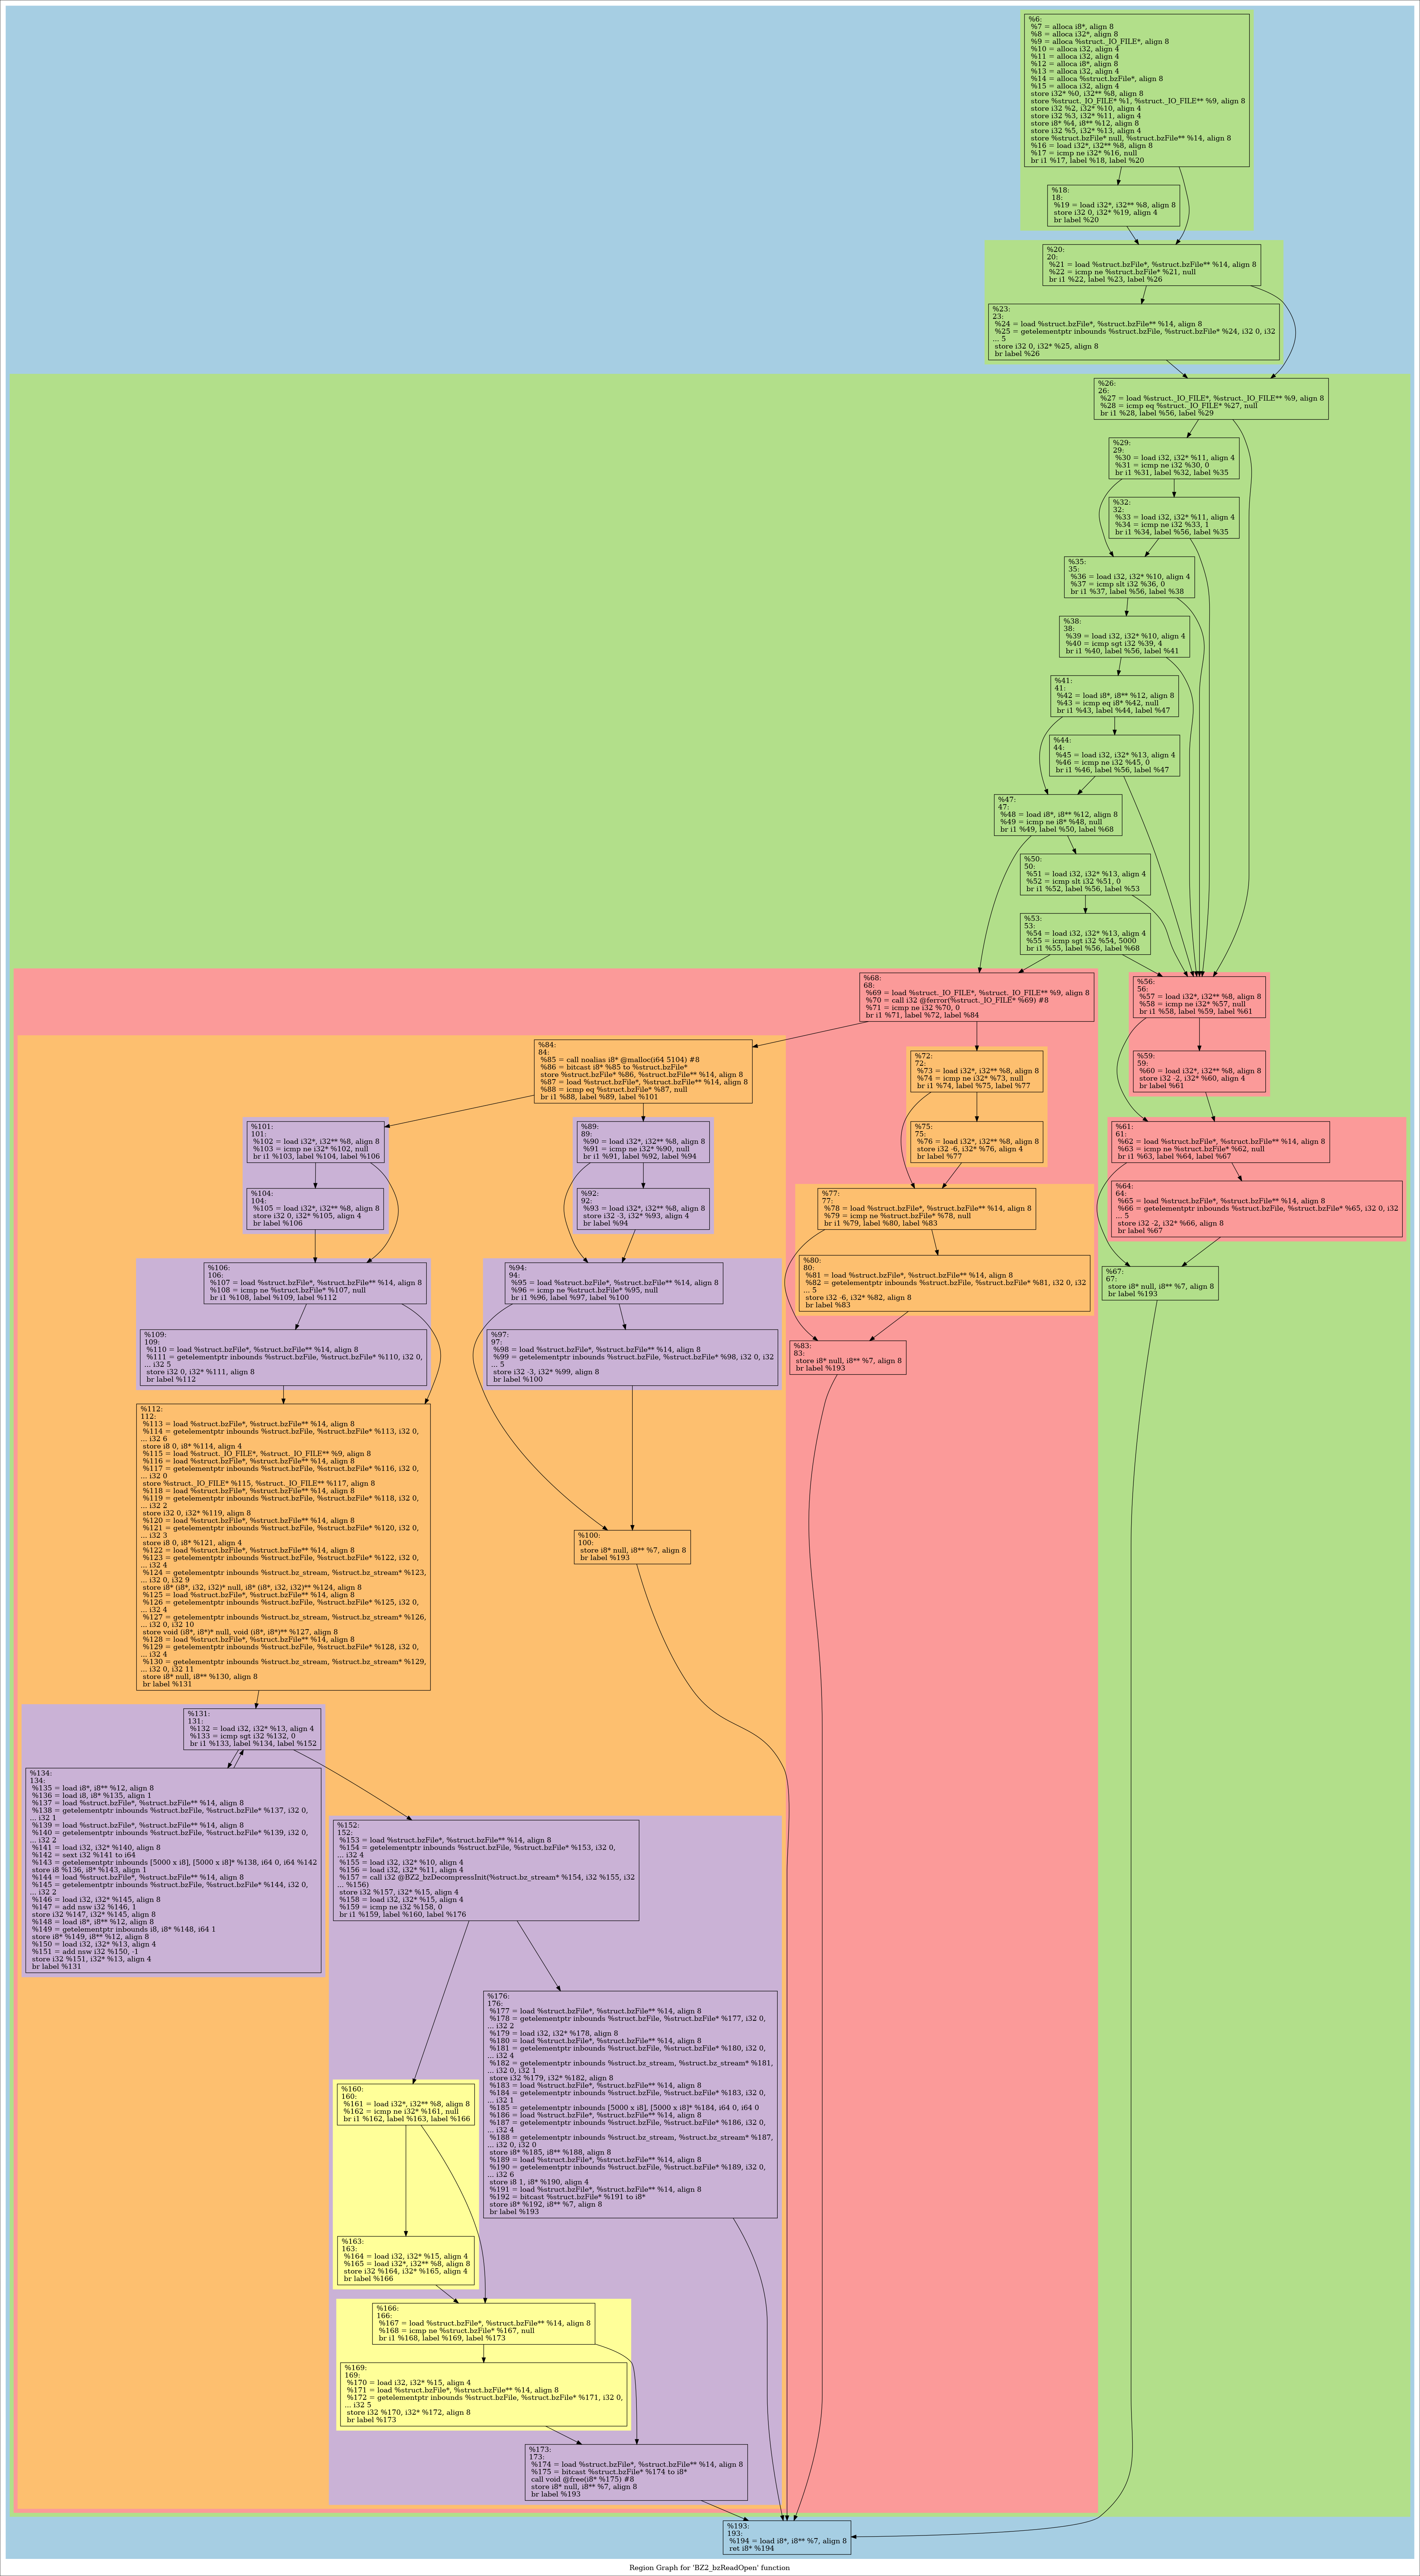 %6:
%7 = alloca i8*, align 8
%8 = alloca i32*, align 8
%9 = alloca %struct._IO_FILE*, align 8
%10 = alloca i32, align 4
%11 = alloca i32, align 4
%12 = alloca i8*, align 8
%13 = alloca i32, align 4
%14 = alloca %struct.bzFile*, align 8
%15 = alloca i32, align 4
store i32* %0, i32** %8, align 8
store %struct._IO_FILE* %1, %struct._IO_FILE** %9, align 8
store i32 %2, i32* %10, align 4
store i32 %3, i32* %11, align 4
store i8* %4, i8** %12, align 8
store i32 %5, i32* %13, align 4
store %struct.bzFile* null, %struct.bzFile** %14, align 8
%16 = load i32*, i32** %8, align 8
%17 = icmp ne i32* %16, null
br i1 %17, label %18, label %20
%18:
18:
%19 = load i32*, i32** %8, align 8
store i32 0, i32* %19, align 4
br label %20
%20:
20:
%21 = load %struct.bzFile*, %struct.bzFile** %14, align 8
%22 = icmp ne %struct.bzFile* %21, null
br i1 %22, label %23, label %26
%23:
23:
%24 = load %struct.bzFile*, %struct.bzFile** %14, align 8
%25 = getelementptr inbounds %struct.bzFile, %struct.bzFile* %24, i32 0, i32
... 5
store i32 0, i32* %25, align 8
br label %26
%26:
26:
%27 = load %struct._IO_FILE*, %struct._IO_FILE** %9, align 8
%28 = icmp eq %struct._IO_FILE* %27, null
br i1 %28, label %56, label %29
%29:
29:
%30 = load i32, i32* %11, align 4
%31 = icmp ne i32 %30, 0
br i1 %31, label %32, label %35
%32:
32:
%33 = load i32, i32* %11, align 4
%34 = icmp ne i32 %33, 1
br i1 %34, label %56, label %35
%35:
35:
%36 = load i32, i32* %10, align 4
%37 = icmp slt i32 %36, 0
br i1 %37, label %56, label %38
%38:
38:
%39 = load i32, i32* %10, align 4
%40 = icmp sgt i32 %39, 4
br i1 %40, label %56, label %41
%41:
41:
%42 = load i8*, i8** %12, align 8
%43 = icmp eq i8* %42, null
br i1 %43, label %44, label %47
%44:
44:
%45 = load i32, i32* %13, align 4
%46 = icmp ne i32 %45, 0
br i1 %46, label %56, label %47
%47:
47:
%48 = load i8*, i8** %12, align 8
%49 = icmp ne i8* %48, null
br i1 %49, label %50, label %68
%50:
50:
%51 = load i32, i32* %13, align 4
%52 = icmp slt i32 %51, 0
br i1 %52, label %56, label %53
%53:
53:
%54 = load i32, i32* %13, align 4
%55 = icmp sgt i32 %54, 5000
br i1 %55, label %56, label %68
%68:
68:
%69 = load %struct._IO_FILE*, %struct._IO_FILE** %9, align 8
%70 = call i32 @ferror(%struct._IO_FILE* %69) #8
%71 = icmp ne i32 %70, 0
br i1 %71, label %72, label %84
%56:
56:
%57 = load i32*, i32** %8, align 8
%58 = icmp ne i32* %57, null
br i1 %58, label %59, label %61
%84:
84:
%85 = call noalias i8* @malloc(i64 5104) #8
%86 = bitcast i8* %85 to %struct.bzFile*
store %struct.bzFile* %86, %struct.bzFile** %14, align 8
%87 = load %struct.bzFile*, %struct.bzFile** %14, align 8
%88 = icmp eq %struct.bzFile* %87, null
br i1 %88, label %89, label %101
%72:
72:
%73 = load i32*, i32** %8, align 8
%74 = icmp ne i32* %73, null
br i1 %74, label %75, label %77
%59:
59:
%60 = load i32*, i32** %8, align 8
store i32 -2, i32* %60, align 4
br label %61
%101:
101:
%102 = load i32*, i32** %8, align 8
%103 = icmp ne i32* %102, null
br i1 %103, label %104, label %106
%89:
89:
%90 = load i32*, i32** %8, align 8
%91 = icmp ne i32* %90, null
br i1 %91, label %92, label %94
%75:
75:
%76 = load i32*, i32** %8, align 8
store i32 -6, i32* %76, align 4
br label %77
%61:
61:
%62 = load %struct.bzFile*, %struct.bzFile** %14, align 8
%63 = icmp ne %struct.bzFile* %62, null
br i1 %63, label %64, label %67
%104:
104:
%105 = load i32*, i32** %8, align 8
store i32 0, i32* %105, align 4
br label %106
%92:
92:
%93 = load i32*, i32** %8, align 8
store i32 -3, i32* %93, align 4
br label %94
%77:
77:
%78 = load %struct.bzFile*, %struct.bzFile** %14, align 8
%79 = icmp ne %struct.bzFile* %78, null
br i1 %79, label %80, label %83
%64:
64:
%65 = load %struct.bzFile*, %struct.bzFile** %14, align 8
%66 = getelementptr inbounds %struct.bzFile, %struct.bzFile* %65, i32 0, i32
... 5
store i32 -2, i32* %66, align 8
br label %67
%106:
106:
%107 = load %struct.bzFile*, %struct.bzFile** %14, align 8
%108 = icmp ne %struct.bzFile* %107, null
br i1 %108, label %109, label %112
%94:
94:
%95 = load %struct.bzFile*, %struct.bzFile** %14, align 8
%96 = icmp ne %struct.bzFile* %95, null
br i1 %96, label %97, label %100
%80:
80:
%81 = load %struct.bzFile*, %struct.bzFile** %14, align 8
%82 = getelementptr inbounds %struct.bzFile, %struct.bzFile* %81, i32 0, i32
... 5
store i32 -6, i32* %82, align 8
br label %83
%67:
67:
store i8* null, i8** %7, align 8
br label %193
%109:
109:
%110 = load %struct.bzFile*, %struct.bzFile** %14, align 8
%111 = getelementptr inbounds %struct.bzFile, %struct.bzFile* %110, i32 0,
... i32 5
store i32 0, i32* %111, align 8
br label %112
%97:
97:
%98 = load %struct.bzFile*, %struct.bzFile** %14, align 8
%99 = getelementptr inbounds %struct.bzFile, %struct.bzFile* %98, i32 0, i32
... 5
store i32 -3, i32* %99, align 8
br label %100
%83:
83:
store i8* null, i8** %7, align 8
br label %193
%112:
112:
%113 = load %struct.bzFile*, %struct.bzFile** %14, align 8
%114 = getelementptr inbounds %struct.bzFile, %struct.bzFile* %113, i32 0,
... i32 6
store i8 0, i8* %114, align 4
%115 = load %struct._IO_FILE*, %struct._IO_FILE** %9, align 8
%116 = load %struct.bzFile*, %struct.bzFile** %14, align 8
%117 = getelementptr inbounds %struct.bzFile, %struct.bzFile* %116, i32 0,
... i32 0
store %struct._IO_FILE* %115, %struct._IO_FILE** %117, align 8
%118 = load %struct.bzFile*, %struct.bzFile** %14, align 8
%119 = getelementptr inbounds %struct.bzFile, %struct.bzFile* %118, i32 0,
... i32 2
store i32 0, i32* %119, align 8
%120 = load %struct.bzFile*, %struct.bzFile** %14, align 8
%121 = getelementptr inbounds %struct.bzFile, %struct.bzFile* %120, i32 0,
... i32 3
store i8 0, i8* %121, align 4
%122 = load %struct.bzFile*, %struct.bzFile** %14, align 8
%123 = getelementptr inbounds %struct.bzFile, %struct.bzFile* %122, i32 0,
... i32 4
%124 = getelementptr inbounds %struct.bz_stream, %struct.bz_stream* %123,
... i32 0, i32 9
store i8* (i8*, i32, i32)* null, i8* (i8*, i32, i32)** %124, align 8
%125 = load %struct.bzFile*, %struct.bzFile** %14, align 8
%126 = getelementptr inbounds %struct.bzFile, %struct.bzFile* %125, i32 0,
... i32 4
%127 = getelementptr inbounds %struct.bz_stream, %struct.bz_stream* %126,
... i32 0, i32 10
store void (i8*, i8*)* null, void (i8*, i8*)** %127, align 8
%128 = load %struct.bzFile*, %struct.bzFile** %14, align 8
%129 = getelementptr inbounds %struct.bzFile, %struct.bzFile* %128, i32 0,
... i32 4
%130 = getelementptr inbounds %struct.bz_stream, %struct.bz_stream* %129,
... i32 0, i32 11
store i8* null, i8** %130, align 8
br label %131
%100:
100:
store i8* null, i8** %7, align 8
br label %193
%131:
131:
%132 = load i32, i32* %13, align 4
%133 = icmp sgt i32 %132, 0
br i1 %133, label %134, label %152
%134:
134:
%135 = load i8*, i8** %12, align 8
%136 = load i8, i8* %135, align 1
%137 = load %struct.bzFile*, %struct.bzFile** %14, align 8
%138 = getelementptr inbounds %struct.bzFile, %struct.bzFile* %137, i32 0,
... i32 1
%139 = load %struct.bzFile*, %struct.bzFile** %14, align 8
%140 = getelementptr inbounds %struct.bzFile, %struct.bzFile* %139, i32 0,
... i32 2
%141 = load i32, i32* %140, align 8
%142 = sext i32 %141 to i64
%143 = getelementptr inbounds [5000 x i8], [5000 x i8]* %138, i64 0, i64 %142
store i8 %136, i8* %143, align 1
%144 = load %struct.bzFile*, %struct.bzFile** %14, align 8
%145 = getelementptr inbounds %struct.bzFile, %struct.bzFile* %144, i32 0,
... i32 2
%146 = load i32, i32* %145, align 8
%147 = add nsw i32 %146, 1
store i32 %147, i32* %145, align 8
%148 = load i8*, i8** %12, align 8
%149 = getelementptr inbounds i8, i8* %148, i64 1
store i8* %149, i8** %12, align 8
%150 = load i32, i32* %13, align 4
%151 = add nsw i32 %150, -1
store i32 %151, i32* %13, align 4
br label %131
%152:
152:
%153 = load %struct.bzFile*, %struct.bzFile** %14, align 8
%154 = getelementptr inbounds %struct.bzFile, %struct.bzFile* %153, i32 0,
... i32 4
%155 = load i32, i32* %10, align 4
%156 = load i32, i32* %11, align 4
%157 = call i32 @BZ2_bzDecompressInit(%struct.bz_stream* %154, i32 %155, i32
... %156)
store i32 %157, i32* %15, align 4
%158 = load i32, i32* %15, align 4
%159 = icmp ne i32 %158, 0
br i1 %159, label %160, label %176
%176:
176:
%177 = load %struct.bzFile*, %struct.bzFile** %14, align 8
%178 = getelementptr inbounds %struct.bzFile, %struct.bzFile* %177, i32 0,
... i32 2
%179 = load i32, i32* %178, align 8
%180 = load %struct.bzFile*, %struct.bzFile** %14, align 8
%181 = getelementptr inbounds %struct.bzFile, %struct.bzFile* %180, i32 0,
... i32 4
%182 = getelementptr inbounds %struct.bz_stream, %struct.bz_stream* %181,
... i32 0, i32 1
store i32 %179, i32* %182, align 8
%183 = load %struct.bzFile*, %struct.bzFile** %14, align 8
%184 = getelementptr inbounds %struct.bzFile, %struct.bzFile* %183, i32 0,
... i32 1
%185 = getelementptr inbounds [5000 x i8], [5000 x i8]* %184, i64 0, i64 0
%186 = load %struct.bzFile*, %struct.bzFile** %14, align 8
%187 = getelementptr inbounds %struct.bzFile, %struct.bzFile* %186, i32 0,
... i32 4
%188 = getelementptr inbounds %struct.bz_stream, %struct.bz_stream* %187,
... i32 0, i32 0
store i8* %185, i8** %188, align 8
%189 = load %struct.bzFile*, %struct.bzFile** %14, align 8
%190 = getelementptr inbounds %struct.bzFile, %struct.bzFile* %189, i32 0,
... i32 6
store i8 1, i8* %190, align 4
%191 = load %struct.bzFile*, %struct.bzFile** %14, align 8
%192 = bitcast %struct.bzFile* %191 to i8*
store i8* %192, i8** %7, align 8
br label %193
%160:
160:
%161 = load i32*, i32** %8, align 8
%162 = icmp ne i32* %161, null
br i1 %162, label %163, label %166
%163:
163:
%164 = load i32, i32* %15, align 4
%165 = load i32*, i32** %8, align 8
store i32 %164, i32* %165, align 4
br label %166
%166:
166:
%167 = load %struct.bzFile*, %struct.bzFile** %14, align 8
%168 = icmp ne %struct.bzFile* %167, null
br i1 %168, label %169, label %173
%169:
169:
%170 = load i32, i32* %15, align 4
%171 = load %struct.bzFile*, %struct.bzFile** %14, align 8
%172 = getelementptr inbounds %struct.bzFile, %struct.bzFile* %171, i32 0,
... i32 5
store i32 %170, i32* %172, align 8
br label %173
%173:
173:
%174 = load %struct.bzFile*, %struct.bzFile** %14, align 8
%175 = bitcast %struct.bzFile* %174 to i8*
call void @free(i8* %175) #8
store i8* null, i8** %7, align 8
br label %193
%193:
193:
%194 = load i8*, i8** %7, align 8
ret i8* %194
Region Graph for 'BZ2_bzReadOpen' function